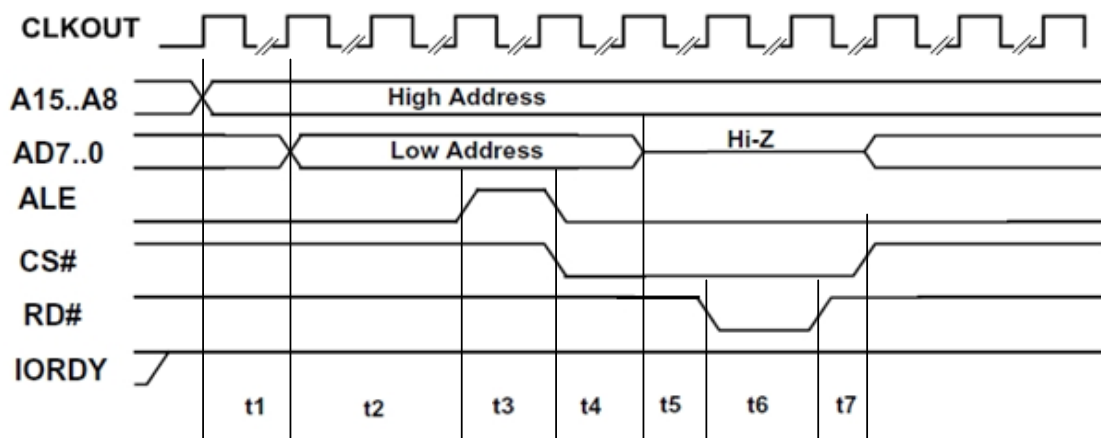 CLKOUT
A15..A8 High Address
AD7..0 Low Address Hi-Z
ALE
CS#
RD#
IORDY
t1 t2 t3 t4 t5 t6 t7